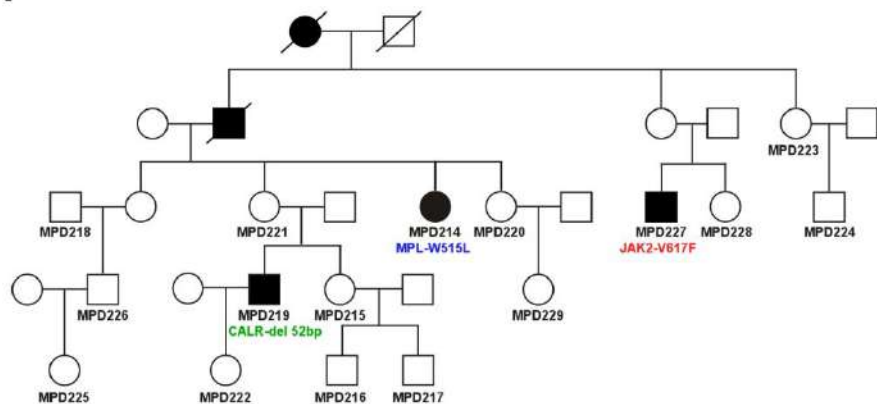 MPD223
MPD218
MPD221
MPD214
MPL-W515L
MPD220
MPD227
JAK2-V617F
MPD228
MPD224
MPD226
MPD219
CALR-del 52bp
MPD215
MPD229
MPD225
MPD222
MPD216
MPD217